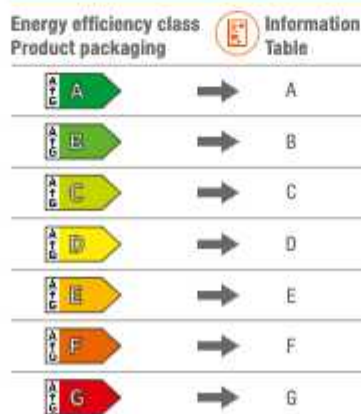 Energy efficiency class
Product packaging
Information
Table
A
↑
G
A
A
A
↑
G
B
B
A
↑
G
C
C
A
↑
G
D
D
A
↑
G
E
E
A
↑
G
F
F
A
↑
G
G
G